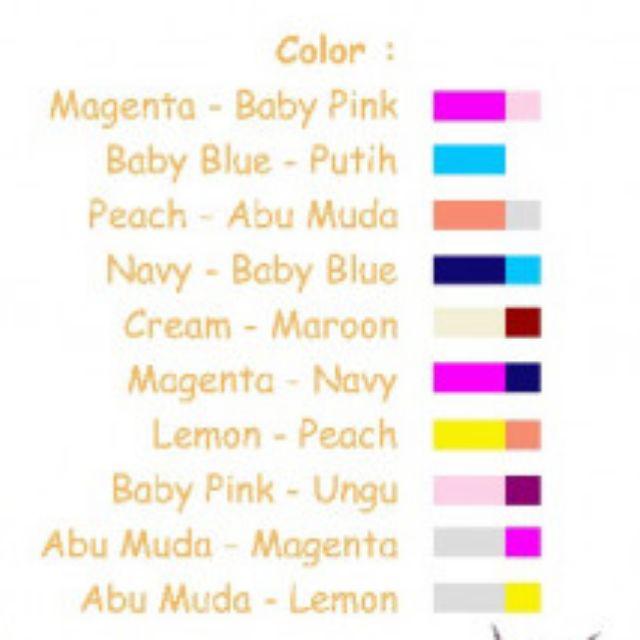 Color :
Magenta - Baby Pink
Baby Blue - Putih
Peach - Abu Muda
Navy - Baby Blue
Cream - Maroon
Magenta - Navy
Lemon - Peach
Baby Pink - Ungu
Abu Muda - Magenta
Abu Muda - Lemon